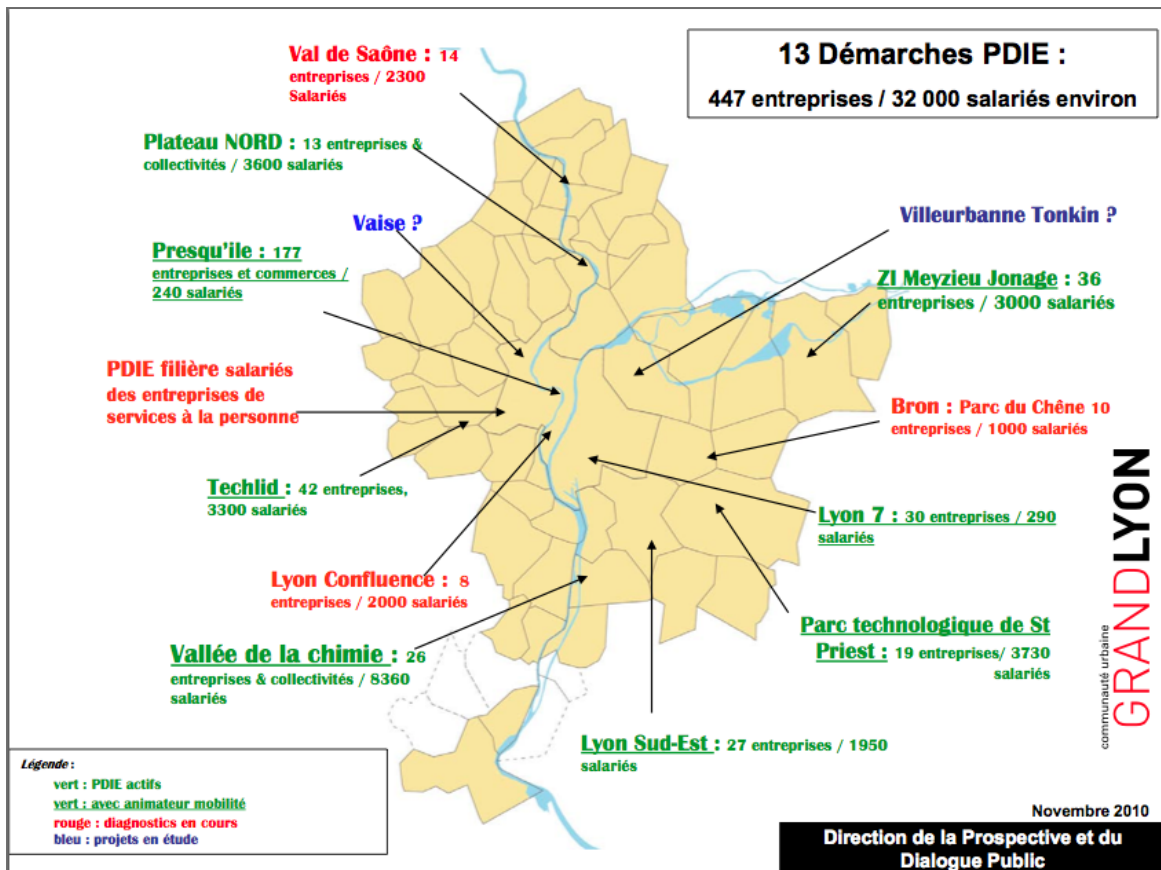 13 Démarches PDIE :
447 entreprises / 32 000 salariés environ
Val de Saône : 14
entreprises / 2300
Salariés
Plateau NORD : 13 entreprises &
collectivités / 3600 salariés
Vaise ?
Villeurbanne Tonkin ?
Presqu'ile : 177
entreprises et commerces /
240 salariés
ZI Meyzieu Jonage : 36
entreprises / 3000 salariés
PDIE filière salariés
des entreprises de
services à la personne
Bron : Parc du Chêne 10
entreprises / 1000 salariés
Techlid : 42 entreprises,
3300 salariés
Lyon 7 : 30 entreprises / 290
salariés
Lyon Confluence : 8
entreprises / 2000 salariés
Parc technologique de St
Priest : 19 entreprises/ 3730
salariés
Vallée de la chimie : 26
entreprises & collectivités / 8360
salariés
Lyon Sud-Est : 27 entreprises / 1950
salariés
communauté urbaine
GRANDLYON
Légende :
vert : PDIE actifs
vert : avec animateur mobilité
rouge : diagnostics en cours
bleu : projets en étude
Novembre 2010
Direction de la Prospective et du
Dialogue Public